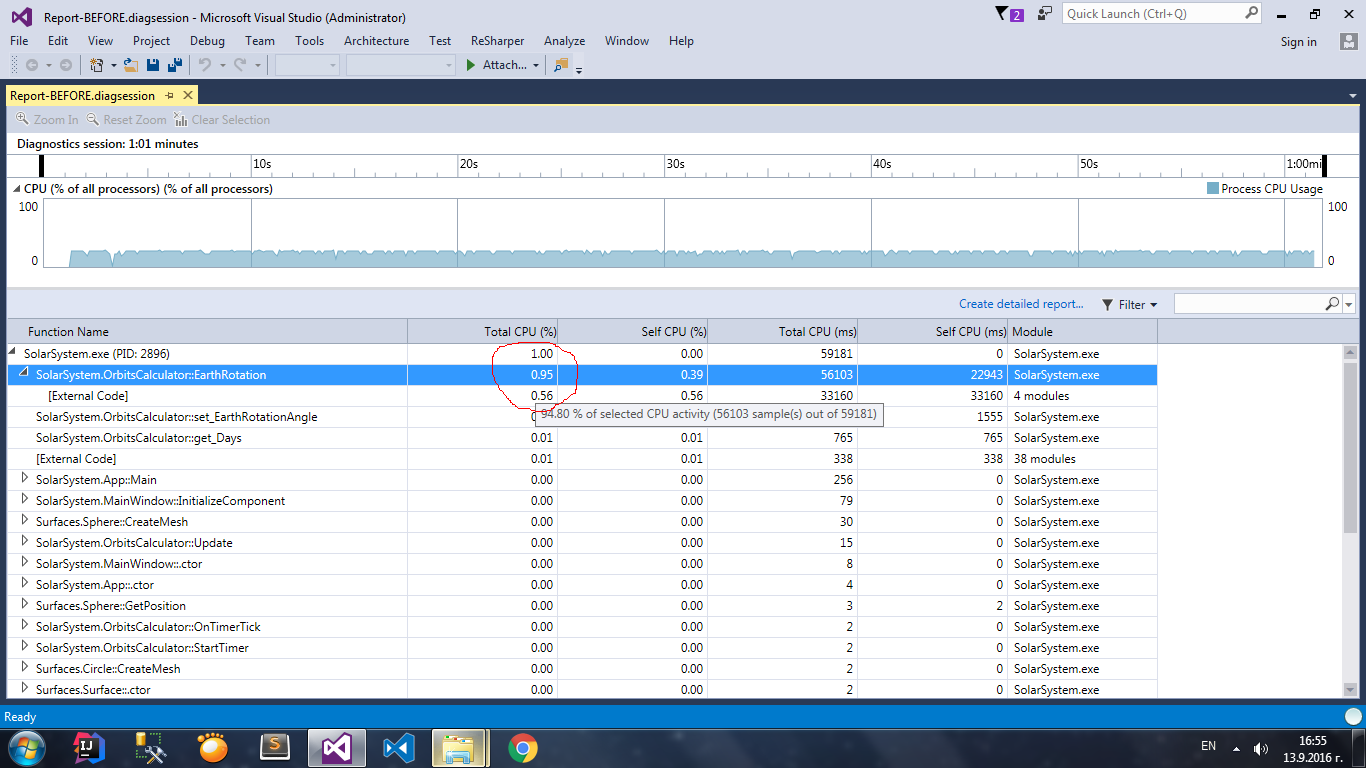 Report-BEFORE.diagsession - Microsoft Visual Studio (Administrator)
2
Quick Launch (Ctrl+Q)
File Edit View Project Debug Team Tools Architecture Test ReSharper Analyze Window Help
Sign in
Attach...
Report-BEFORE.diagsession
Zoom In Reset Zoom Clear Selection
Diagnostics session: 1:01 minutes
10s 20s 30s 40s 50s 1:00mi
CPU (% of all processors) (% of all processors) Process CPU Usage
100 100
0 0
Create detailed report... Filter
Function Name Total CPU (%) Self CPU (%) Total CPU (ms) Self CPU (ms) Module
SolarSystem.exe (PID: 2896) 1.00 0.00 59181 0 SolarSystem.exe
SolarSystem.OrbitsCalculator::EarthRotation 0.95 0.39 56103 22943 SolarSystem.exe
[External Code] 0.56 0.56 33160 33160 4 modules
94.80 % of selected CPU activity (56103 sample(s) out of 59181)
SolarSystem.OrbitsCalculator::set_EarthRotationAngle 1555 SolarSystem.exe
SolarSystem.OrbitsCalculator::get_Days 0.01 0.01 765 765 SolarSystem.exe
[External Code] 0.01 0.01 338 338 38 modules
SolarSystem.App::Main 0.00 0.00 256 0 SolarSystem.exe
SolarSystem.MainWindow::InitializeComponent 0.00 0.00 79 0 SolarSystem.exe
Surfaces.Sphere::CreateMesh 0.00 0.00 30 0 SolarSystem.exe
SolarSystem.OrbitsCalculator::Update 0.00 0.00 15 0 SolarSystem.exe
SolarSystem.MainWindow::.ctor 0.00 0.00 8 0 SolarSystem.exe
SolarSystem.App::.ctor 0.00 0.00 4 0 SolarSystem.exe
Surfaces.Sphere::GetPosition 0.00 0.00 3 2 SolarSystem.exe
SolarSystem.OrbitsCalculator::OnTimerTick 0.00 0.00 2 0 SolarSystem.exe
SolarSystem.OrbitsCalculator::StartTimer 0.00 0.00 2 0 SolarSystem.exe
Surfaces.Circle::CreateMesh 0.00 0.00 2 0 SolarSystem.exe
Surfaces.Surface::.ctor 0.00 0.00 2 0 SolarSystem.exe
Ready
IJ
S
EN
16:55
13.9.2016 г.